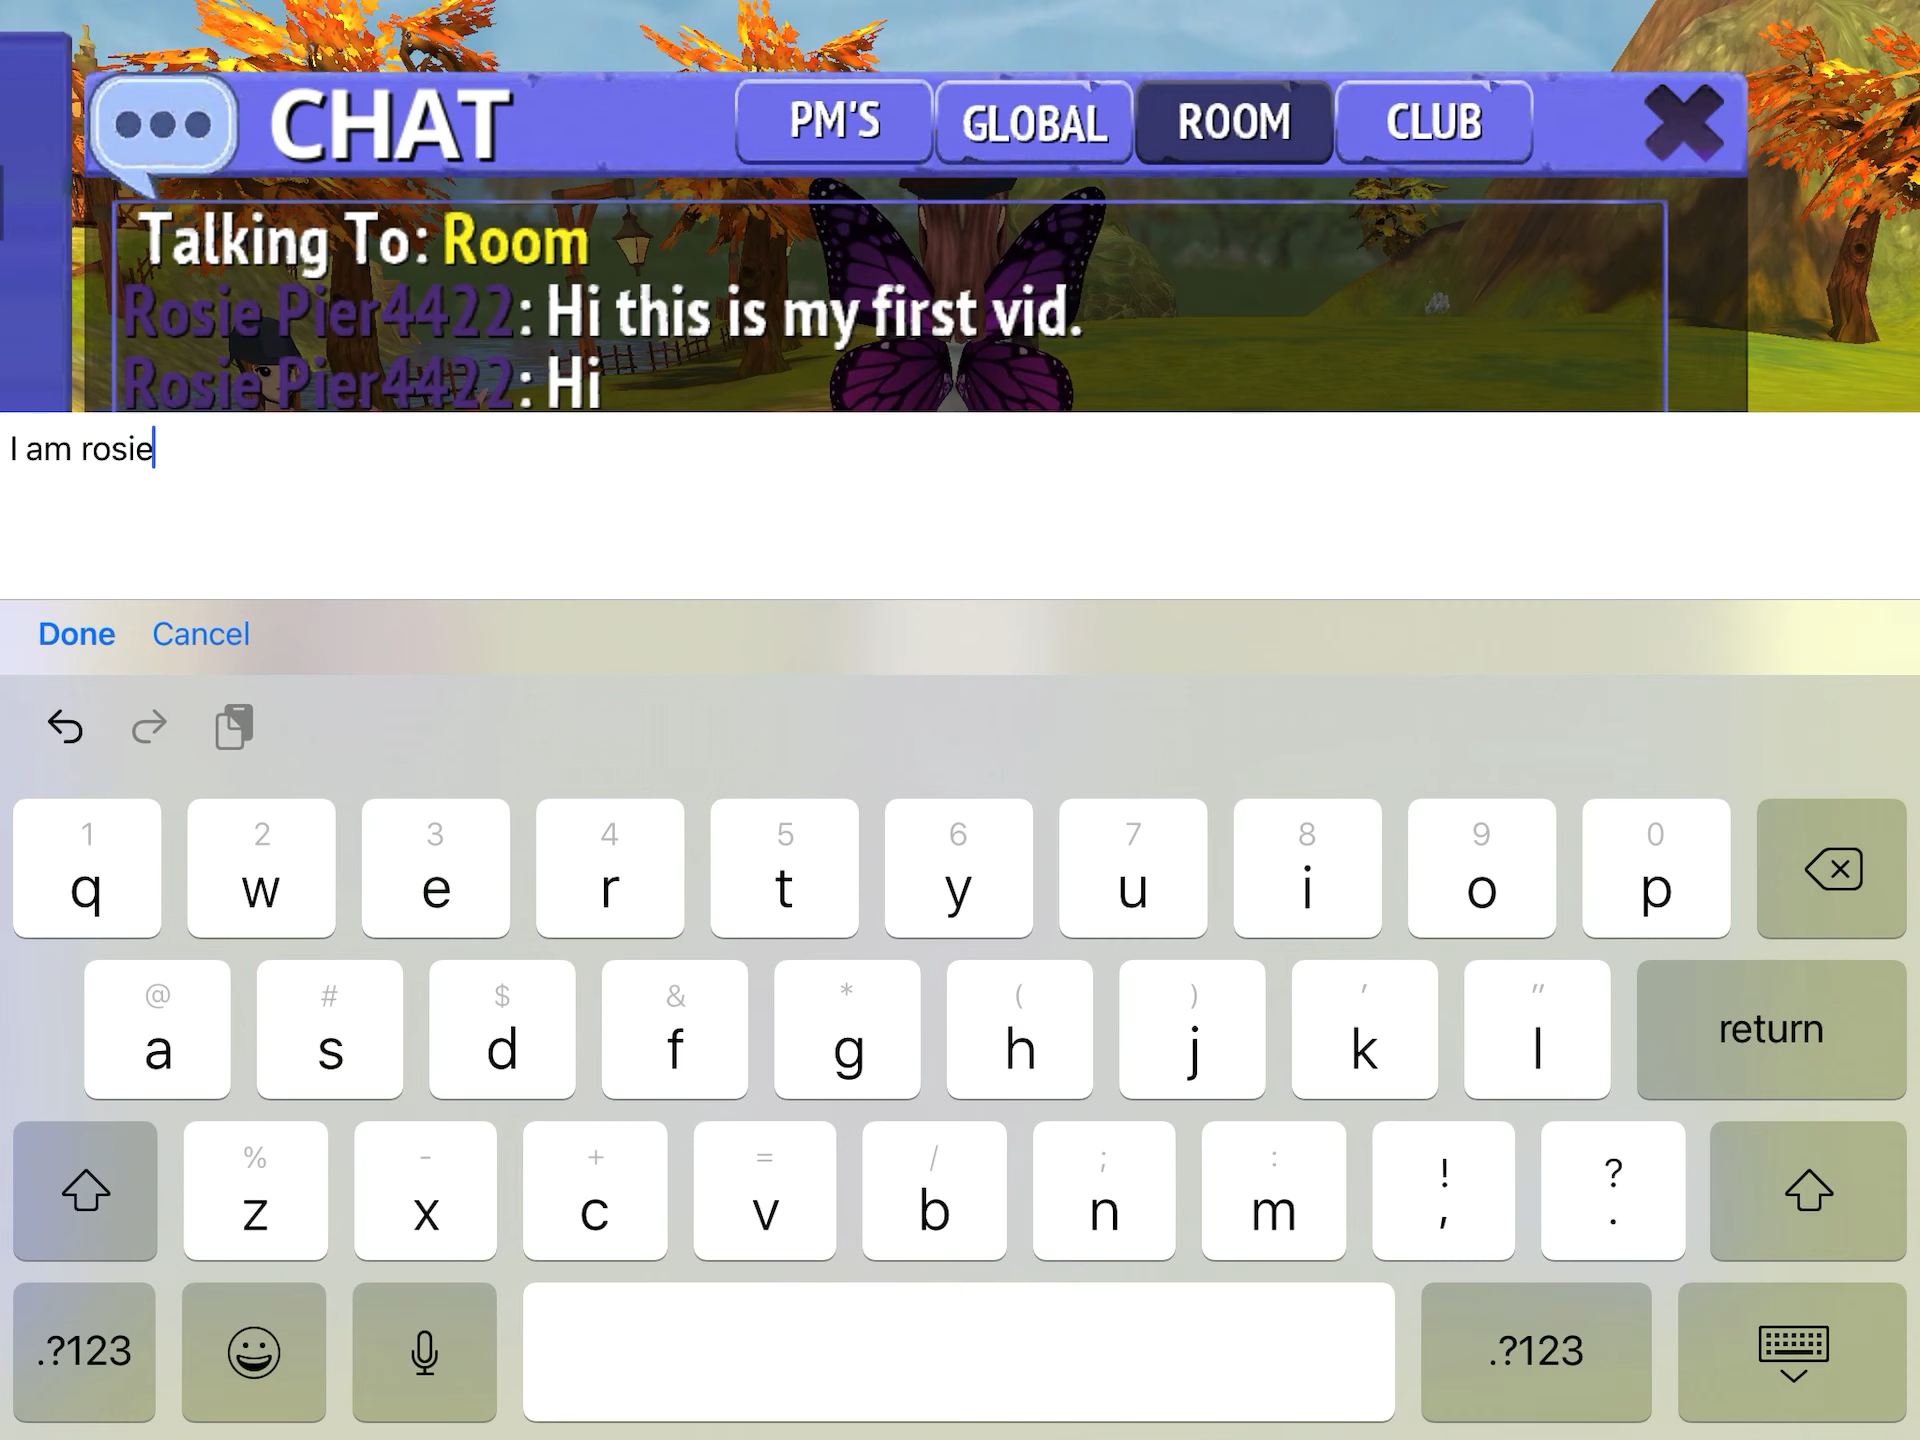 CHAT PM'S GLOBAL ROOM CLUB
Talking To: Room
Rosie Pier4422: Hi this is my first vid.
Rosie Pier4422: Hi
I am rosie
Done Cancel
1 2 3 4 5 6 7 8 9 0
q w e r t y u i o p
@ # $ & * ( ) ' "
a s d f g h j k l return
% - + = / ; : ! ?
z x c v b n m , .
.?123 .?123